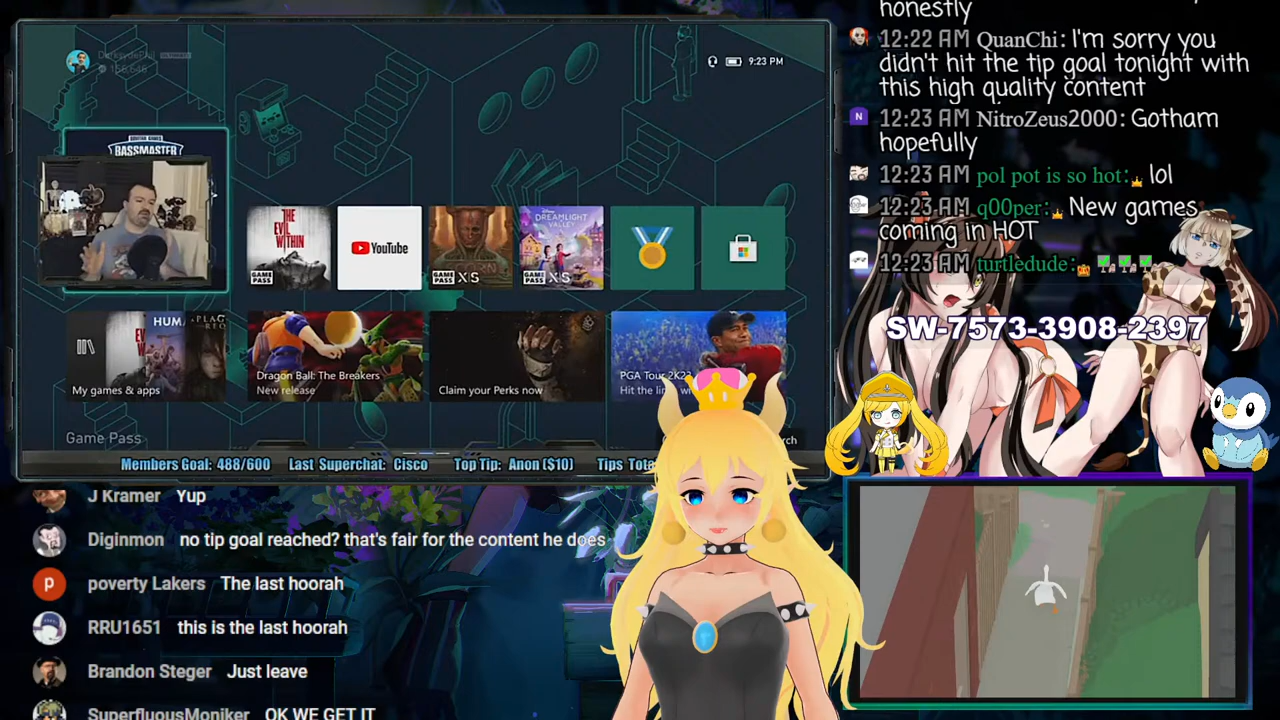 9:23 PM
BASSMASTER
THE
EVIL
WITHIN
GAME
PASS
YouTube
GAME
PASS
X|S
Disney
DREAMLIGHT
VALLEY
GAME
PASS
X|S
HUM
My games & apps
Dragon Ball: The Breakers
New release
Claim your Perks now
PGA Tour 2K23
Hit the
Game Pass
Members Goal: 488/600 Last Superchat: Cisco Top Tip: Anon ($10) Tips
J Kramer Yup
Diginmon no tip goal reached? that's fair for the content he does
poverty Lakers The last hoorah
RRU1651 this is the last hoorah
Brandon Steger Just leave
SuperfluousMoniker OK WE GET IT
honestly
12:22 AM QuanChi: I'm sorry you
didn't hit the tip goal tonight with
this high quality content
N
12:23 AM NitroZeus2000: Gotham
hopefully
12:23 AM pol pot is so hot: lol
12:23 AM q00per: New games
coming in HOT
12:23 AM turtledude:
SW-7573-3908-2397